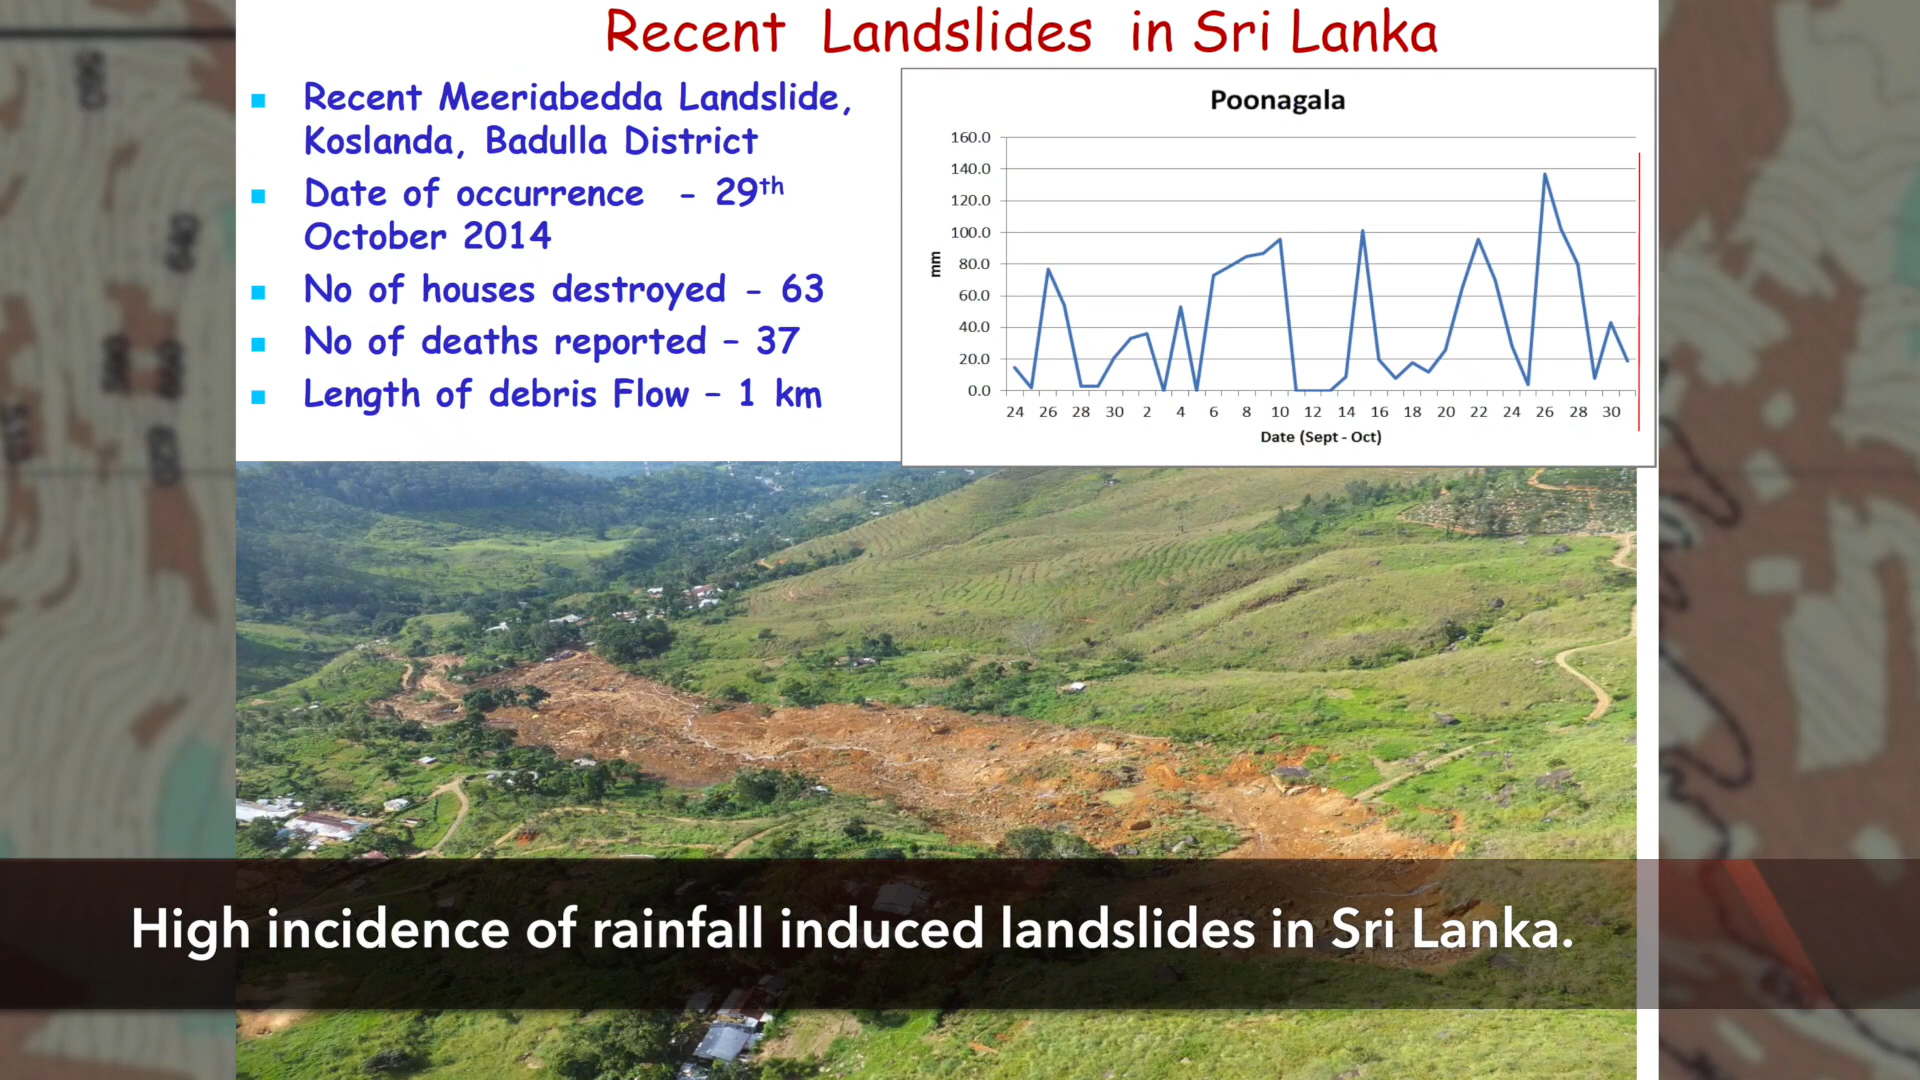 Recent Landslides in Sri Lanka
Recent Meeriabedda Landslide,
Koslanda, Badulla District
Date of occurrence - 29th
October 2014
No of houses destroyed - 63
No of deaths reported - 37
Length of debris Flow - 1 km
Poonagala
160.0
140.0
120.0
100.0
80.0
60.0
40.0
20.0
0.0
mm
24 26 28 30 2 4 6 8 10 12 14 16 18 20 22 24 26 28 30
Date (Sept - Oct)
High incidence of rainfall induced landslides in Sri Lanka.